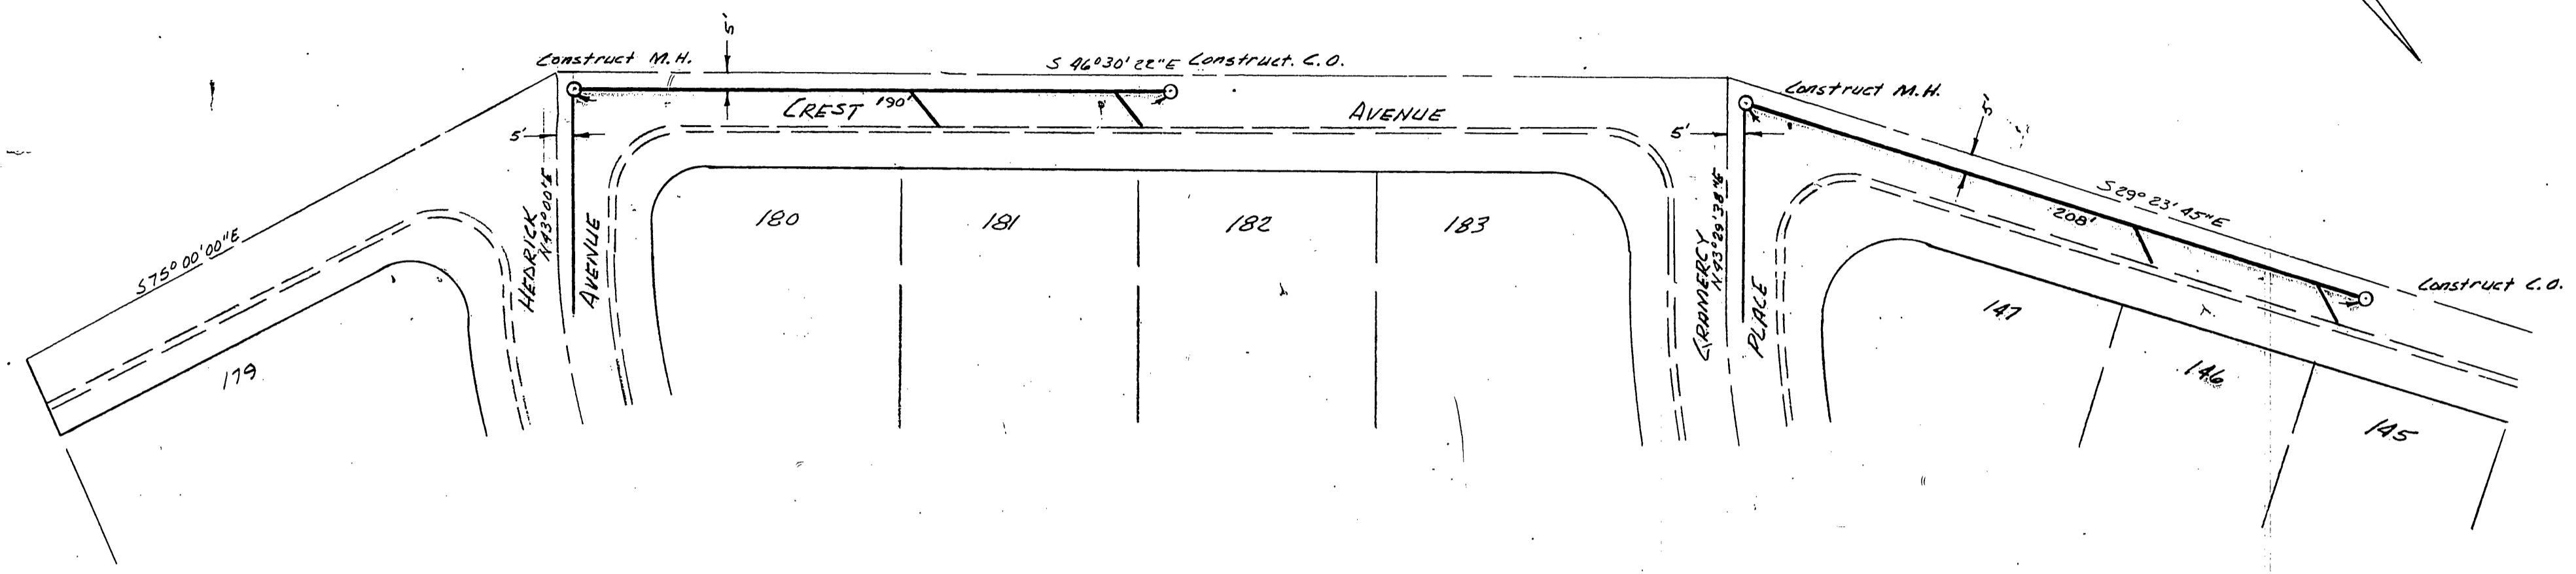 5'
Construct M.H.
S 46°30'22"E Construct. C.O.
Construct M.H.
CREST 190' AVENUE
5'
5'
5'
S75°00'00"E
HEDRICK AVENUE
N43°00'E
180
181
182
183
GRAMERCY PLACE
N43°29'38"E
S29°23'45"E
208'
Construct C.O.
179
147
146
145